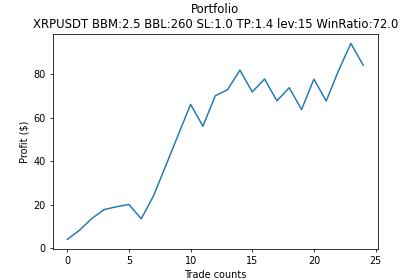 Portfolio
XRPUSDT BBM:2.5 BBL:260 SL:1.0 TP:1.4 lev:15 WinRatio:72.0
80
60
40
20
0
Profit ($)
0 5 10 15 20 25
Trade counts